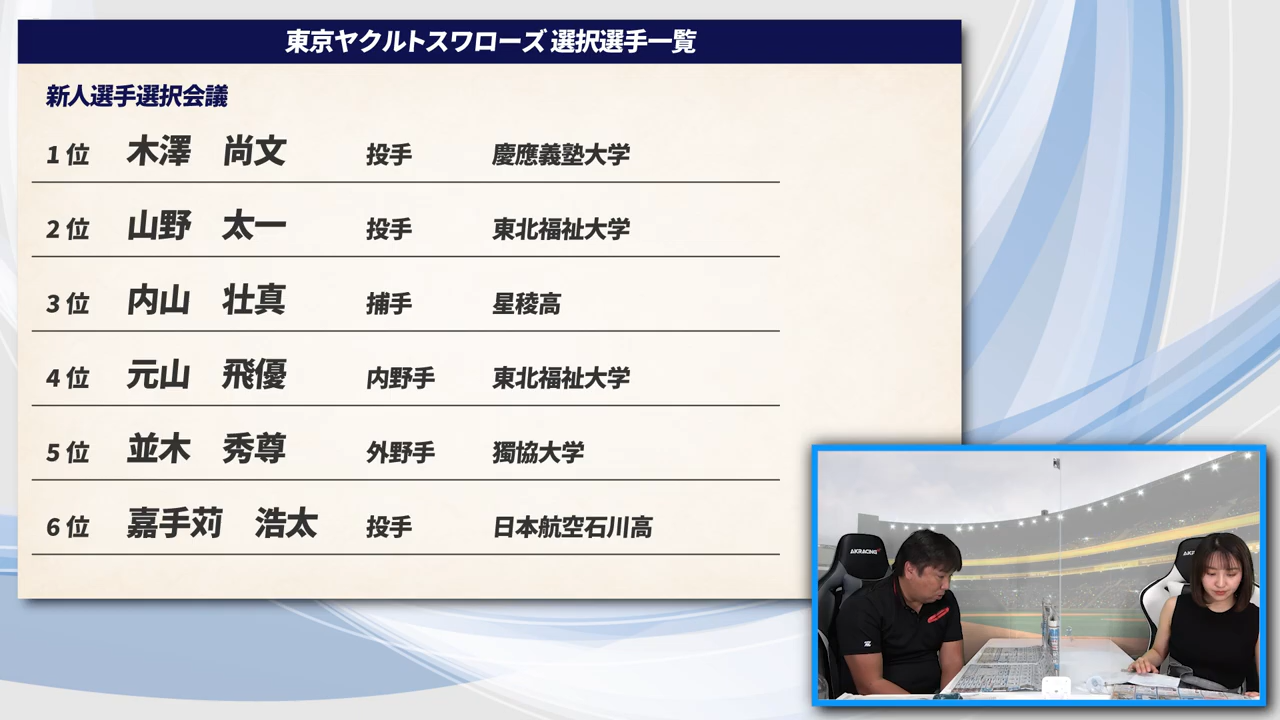 東京ヤクルトスワローズ 選択選手一覧
新人選手選択会議
1位 木澤 尚文 投手 慶應義塾大学
2位 山野 太一 投手 東北福祉大学
3位 内山 壮真 捕手 星稜高
4位 元山 飛優 内野手 東北福祉大学
5位 並木 秀尊 外野手 獨協大学
6位 嘉手苅 浩太 投手 日本航空石川高
AKRACING